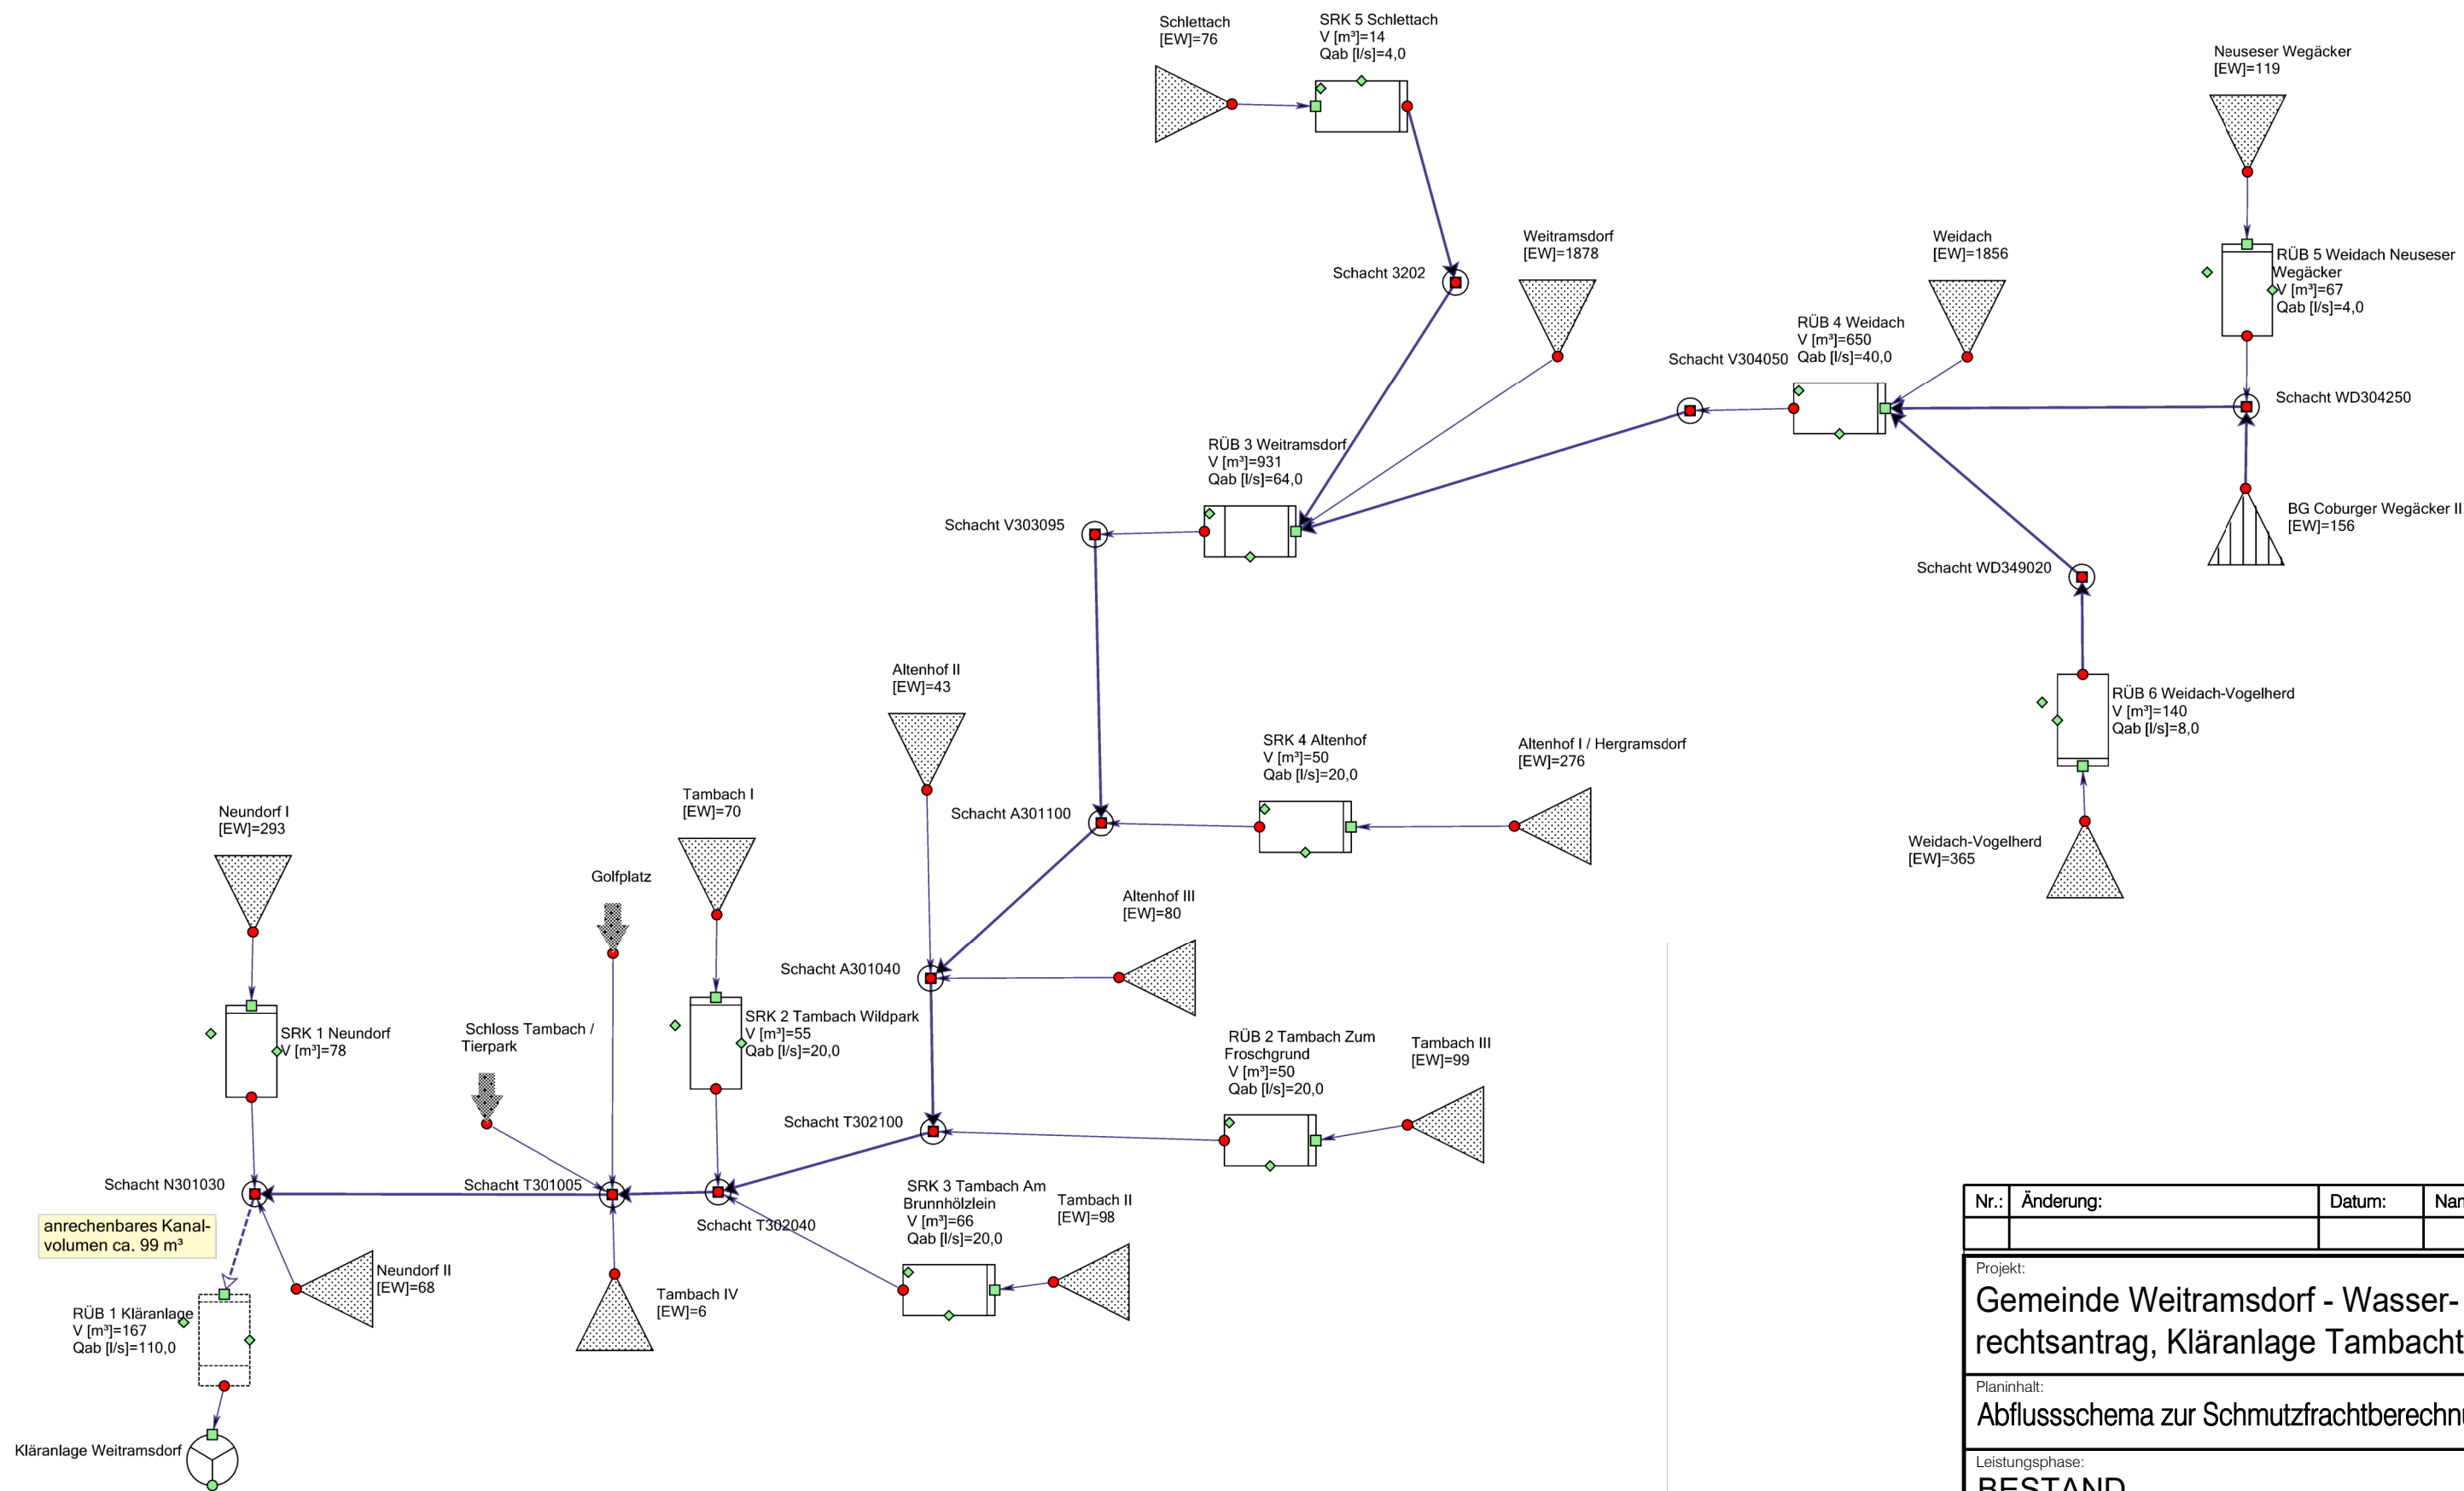 Schlettach
[EW]=76
SRK 5 Schlettach
V [m³]=14
Qab [l/s]=4,0
Neuseser Wegäcker
[EW]=119
Weitramsdorf
[EW]=1878
Weidach
[EW]=1856
RÜB 5 Weidach Neuseser
Wegäcker
V [m³]=67
Qab [l/s]=4,0
Schacht 3202
RÜB 4 Weidach
V [m³]=650
Qab [l/s]=40,0
Schacht V304050
Schacht WD304250
RÜB 3 Weitramsdorf
V [m³]=931
Qab [l/s]=64,0
Schacht V303095
BG Coburger Wegäcker II
[EW]=156
Schacht WD349020
Altenhof II
[EW]=43
RÜB 6 Weidach-Vogelherd
V [m³]=140
Qab [l/s]=8,0
SRK 4 Altenhof
V [m³]=50
Qab [l/s]=20,0
Altenhof I / Hergramsdorf
[EW]=276
Tambach I
[EW]=70
Neundorf I
[EW]=293
Schacht A301100
Weidach-Vogelherd
[EW]=365
Golfplatz
Altenhof III
[EW]=80
Schacht A301040
SRK 1 Neundorf
V [m³]=78
Schloss Tambach /
Tierpark
SRK 2 Tambach Wildpark
V [m³]=55
Qab [l/s]=20,0
RÜB 2 Tambach Zum
Froschgrund
V [m³]=50
Qab [l/s]=20,0
Tambach III
[EW]=99
Schacht T302100
Schacht N301030
Schacht T301005
SRK 3 Tambach Am
Brunnhölzlein
V [m³]=66
Qab [l/s]=20,0
Tambach II
[EW]=98
Schacht T302040
anrechenbares Kanal-
volumen ca. 99 m³
Neundorf II
[EW]=68
Tambach IV
[EW]=6
RÜB 1 Kläranlage
V [m³]=167
Qab [l/s]=110,0
Kläranlage Weitramsdorf
Nr.: Änderung: Datum: Nam
Projekt:
Gemeinde Weitramsdorf - Wasser-
rechtsantrag, Kläranlage Tambacht
Planinhalt:
Abflussschema zur Schmutzfrachtberechnu
Leistungsphase:
BESTAND